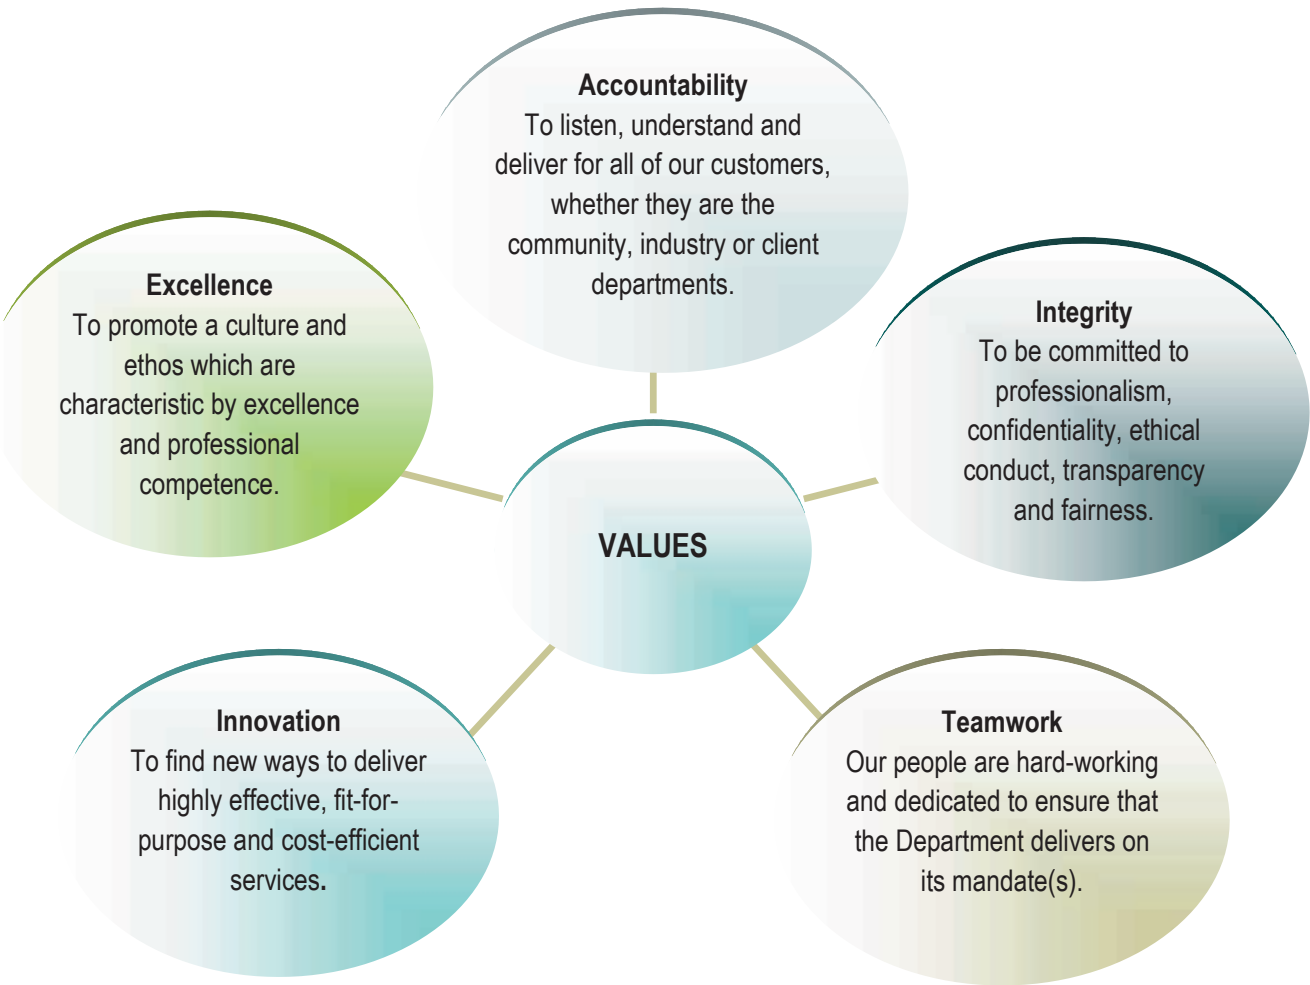 Accountability
To listen, understand and
deliver for all of our customers,
whether they are the
community, industry or client
departments.
Excellence
To promote a culture and
ethos which are
characteristic by excellence
and professional
competence.
Integrity
To be committed to
professionalism,
confidentiality, ethical
conduct, transparency
and fairness.
VALUES
Innovation
To find new ways to deliver
highly effective, fit-for-
purpose and cost-efficient
services.
Teamwork
Our people are hard-working
and dedicated to ensure that
the Department delivers on
its mandate(s).